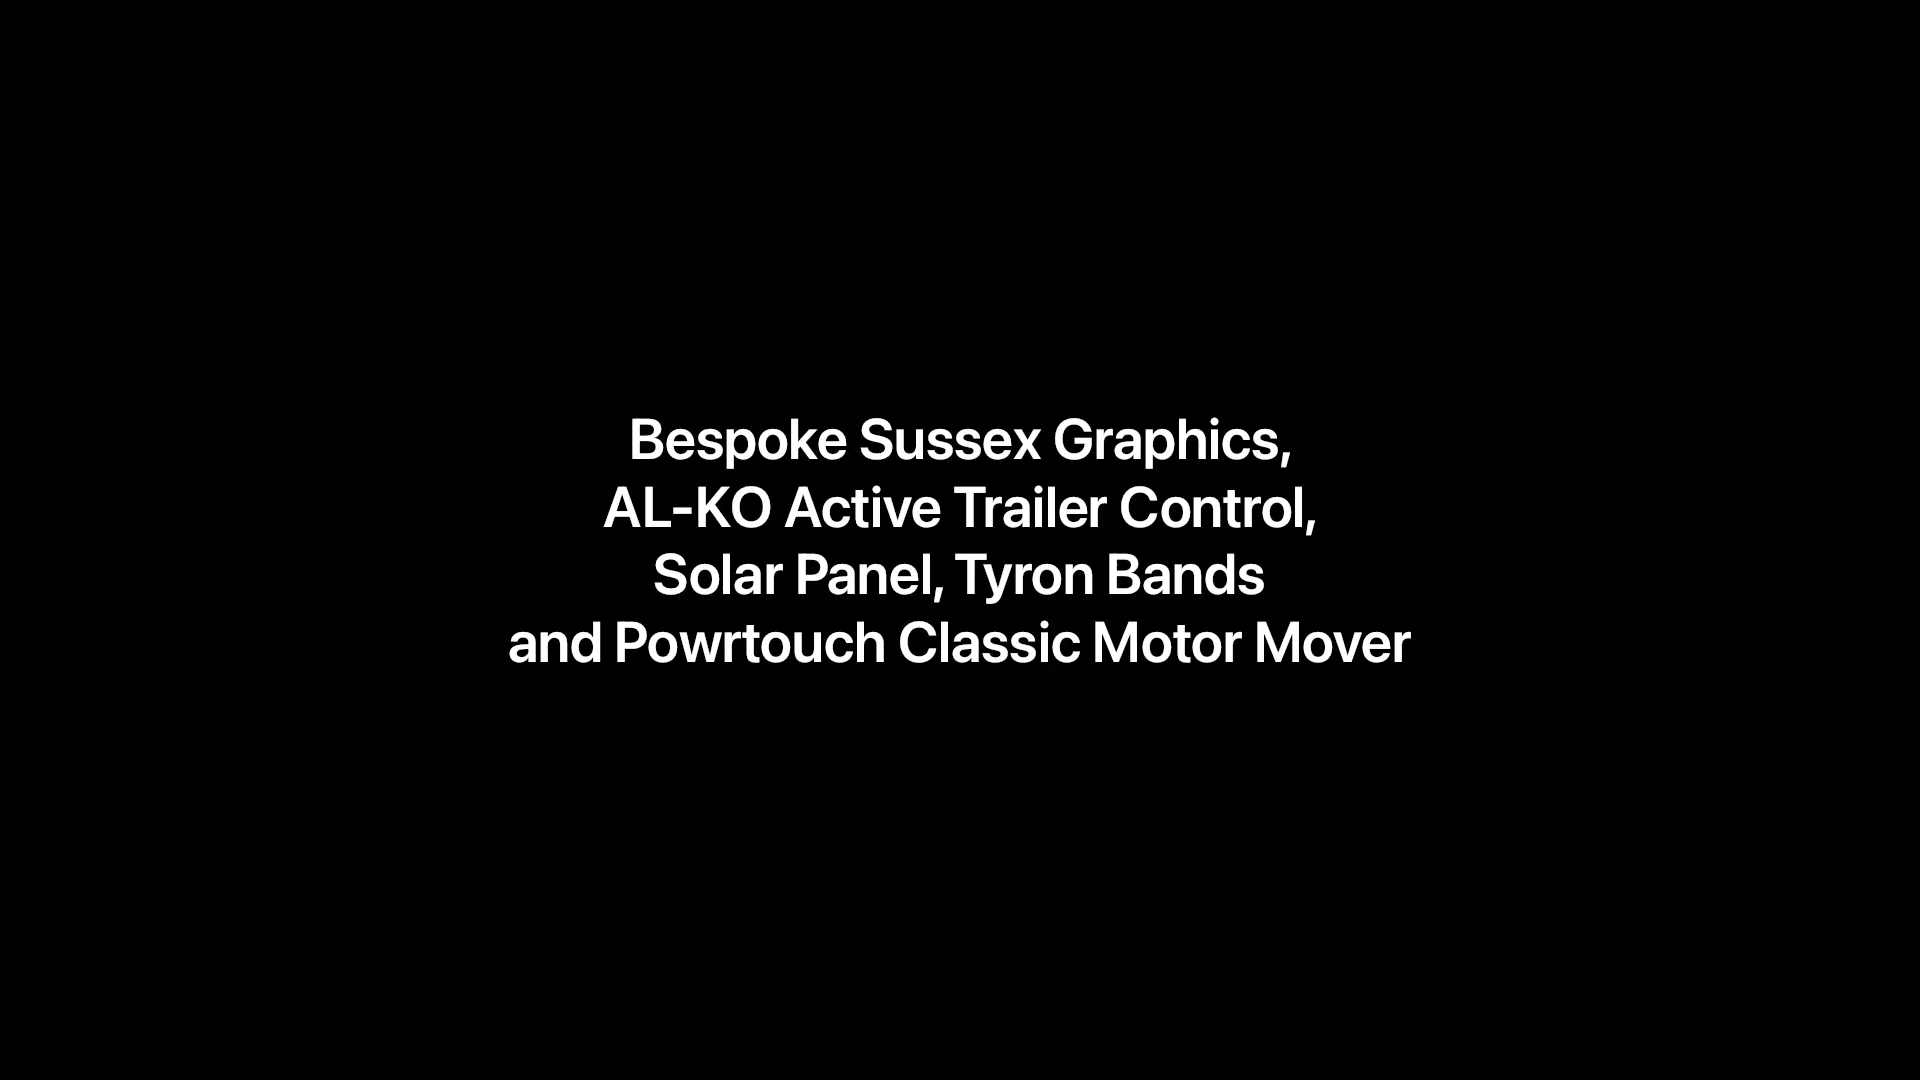 Bespoke Sussex Graphics,
AL-KO Active Trailer Control,
Solar Panel, Tyron Bands
and Powrtouch Classic Motor Mover